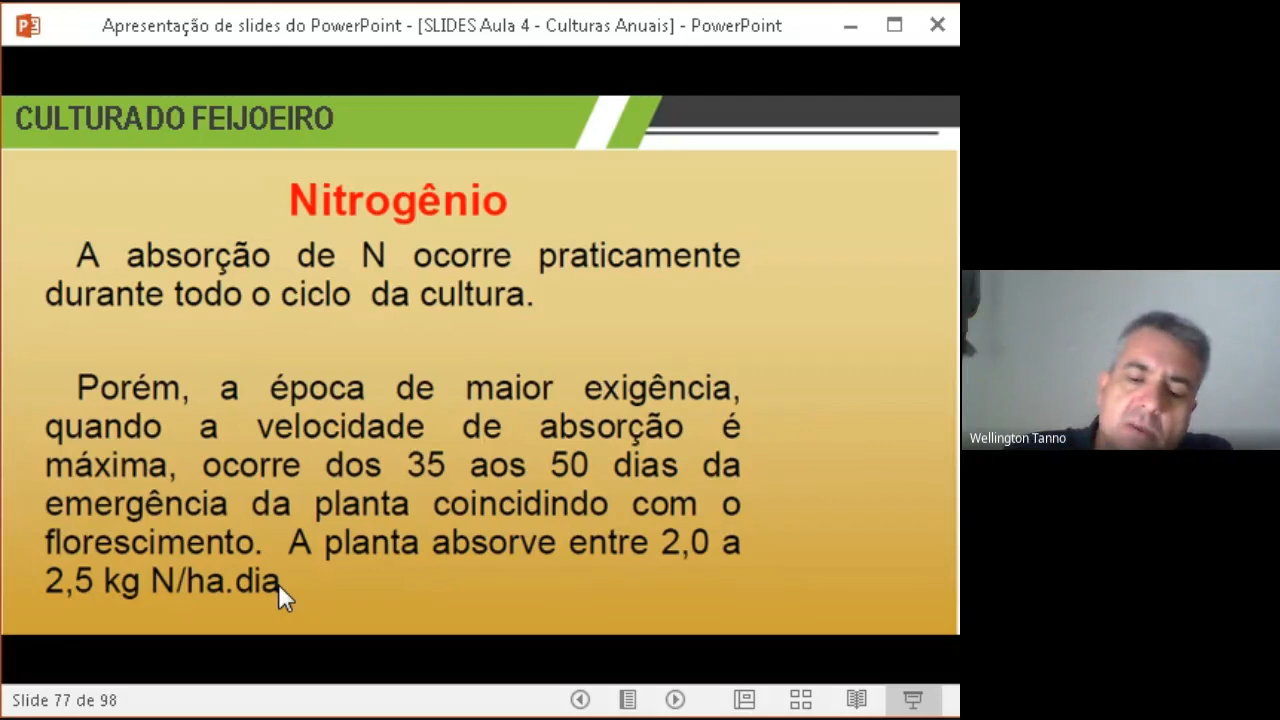 Apresentação de slides do PowerPoint - [SLIDES Aula 4 - Culturas Anuais] - PowerPoint
CULTURA DO FEIJOEIRO
Nitrogênio
A absorção de N ocorre praticamente
durante todo o ciclo da cultura.
Porém, a época de maior exigência,
quando a velocidade de absorção é
máxima, ocorre dos 35 aos 50 dias da
emergência da planta coincidindo com o
florescimento. A planta absorve entre 2,0 a
2,5 kg N/ha.dia
Wellington Tanno
Slide 77 de 98